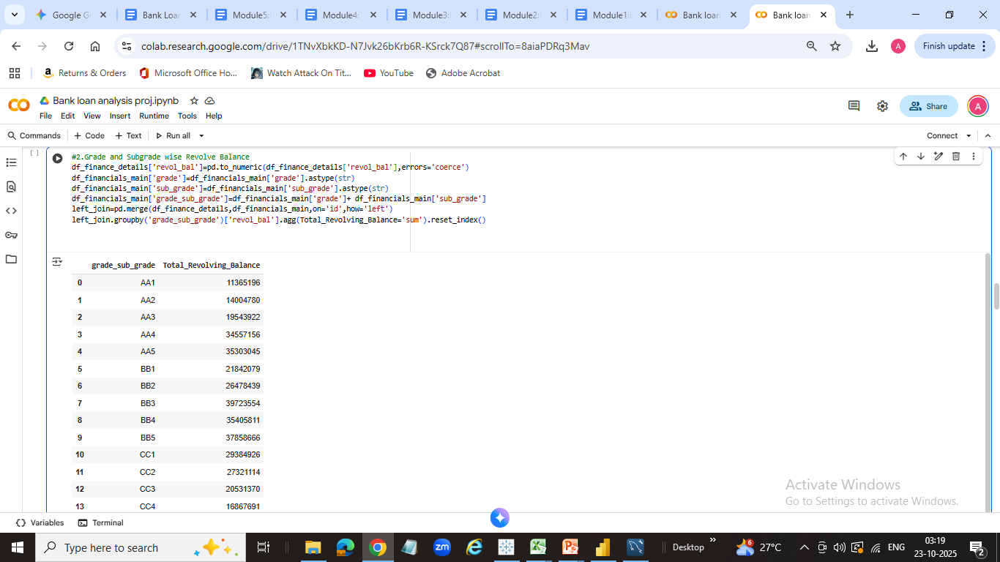 Google G
Bank Loan
Module5:
Module4:
Module3:
Module2:
Module1:
Bank loan
Bank loan
colab.research.google.com/drive/1TNvXbkKD-N7Jvk26bKrb6R-KSrck7Q87#scrollTo=8aiaPDRq3Mav
A
Finish update
Returns & Orders
Microsoft Office Ho...
Watch Attack On Tit...
YouTube
Adobe Acrobat
Bank loan analysis proj.ipynb
Share
A
File Edit View Insert Runtime Tools Help
Commands + Code + Text Run all
Connect
[ ]
#2.Grade and Subgrade wise Revolve Balance
df_finance_details['revol_bal']=pd.to_numeric(df_finance_details['revol_bal'],errors='coerce')
df_financials_main['grade']=df_financials_main['grade'].astype(str)
df_financials_main['sub_grade']=df_financials_main['sub_grade'].astype(str)
df_financials_main['grade_sub_grade']=df_financials_main['grade']+ df_financials_main['sub_grade']
left_join=pd.merge(df_finance_details,df_financials_main,on='id',how='left')
left_join.groupby('grade_sub_grade')['revol_bal'].agg(Total_Revolving_Balance='sum').reset_index()
grade_sub_grade Total_Revolving_Balance
0 AA1 11365196
1 AA2 14004780
2 AA3 19543922
3 AA4 34557156
4 AA5 35303045
5 BB1 21842079
6 BB2 26478439
7 BB3 39723554
8 BB4 35405811
9 BB5 37858666
10 CC1 29384926
11 CC2 27321114
12 CC3 20531370
13 CC4 16867691
Activate Windows
Go to Settings to activate Windows.
Variables Terminal
Type here to search
zm
Desktop
6
27°C
ENG
03:19
23-10-2025
2